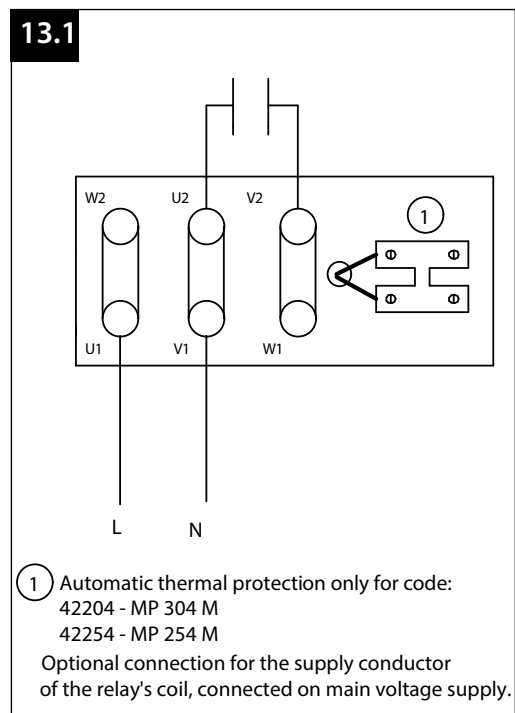 13.1
W2 U2 V2
1
U1 V1 W1
L N
1 Automatic thermal protection only for code:
42204 - MP 304 M
42254 - MP 254 M
Optional connection for the supply conductor
of the relay's coil, connected on main voltage supply.